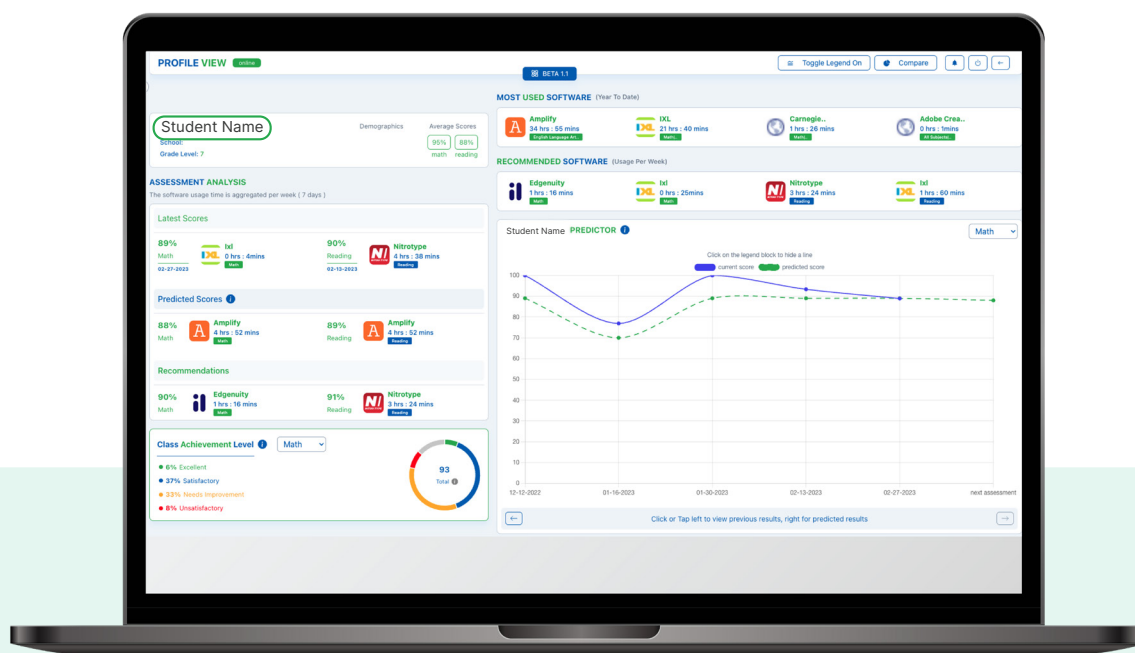 PROFILE VIEW online
Toggle Legend On
Compare
BETA 1.1
Student Name
Demographics
Average Scores
School:
Grade Level: 7
95% 88%
math reading
ASSESSMENT ANALYSIS
The software usage time is aggregated per week ( 7 days )
Latest Scores
89%
Math
02-27-2023
Ixl
0 hrs : 4mins
Math
90%
Reading
02-13-2023
Nitrotype
4 hrs : 38 mins
Reading
Predicted Scores
88%
Math
Amplify
4 hrs : 52 mins
Math
89%
Reading
Amplify
4 hrs : 52 mins
Reading
Recommendations
90%
Math
Edgenuity
1 hrs : 16 mins
Math
91%
Reading
Nitrotype
3 hrs : 24 mins
Reading
Class Achievement Level
Math
6% Excellent
37% Satisfactory
33% Needs Improvement
8% Unsatisfactory
93
Total
MOST USED SOFTWARE (Year To Date)
Amplify
34 hrs : 55 mins
English Language Art..
IXL
21 hrs : 40 mins
Math..
Carnegie..
1 hrs : 26 mins
Math..
Adobe Crea..
0 hrs : 1mins
All Subjects..
RECOMMENDED SOFTWARE (Usage Per Week)
Edgenuity
1 hrs : 16 mins
Math
Ixl
0 hrs : 25mins
Math
Nitrotype
3 hrs : 24 mins
Reading
Ixl
1 hrs : 60 mins
Reading
Student Name PREDICTOR
Math
Click on the legend block to hide a line
current score predicted score
100
90
80
70
60
50
40
30
20
10
0
12-12-2022 01-16-2023 01-30-2023 02-13-2023 02-27-2023 next assessment
Click or Tap left to view previous results, right for predicted results